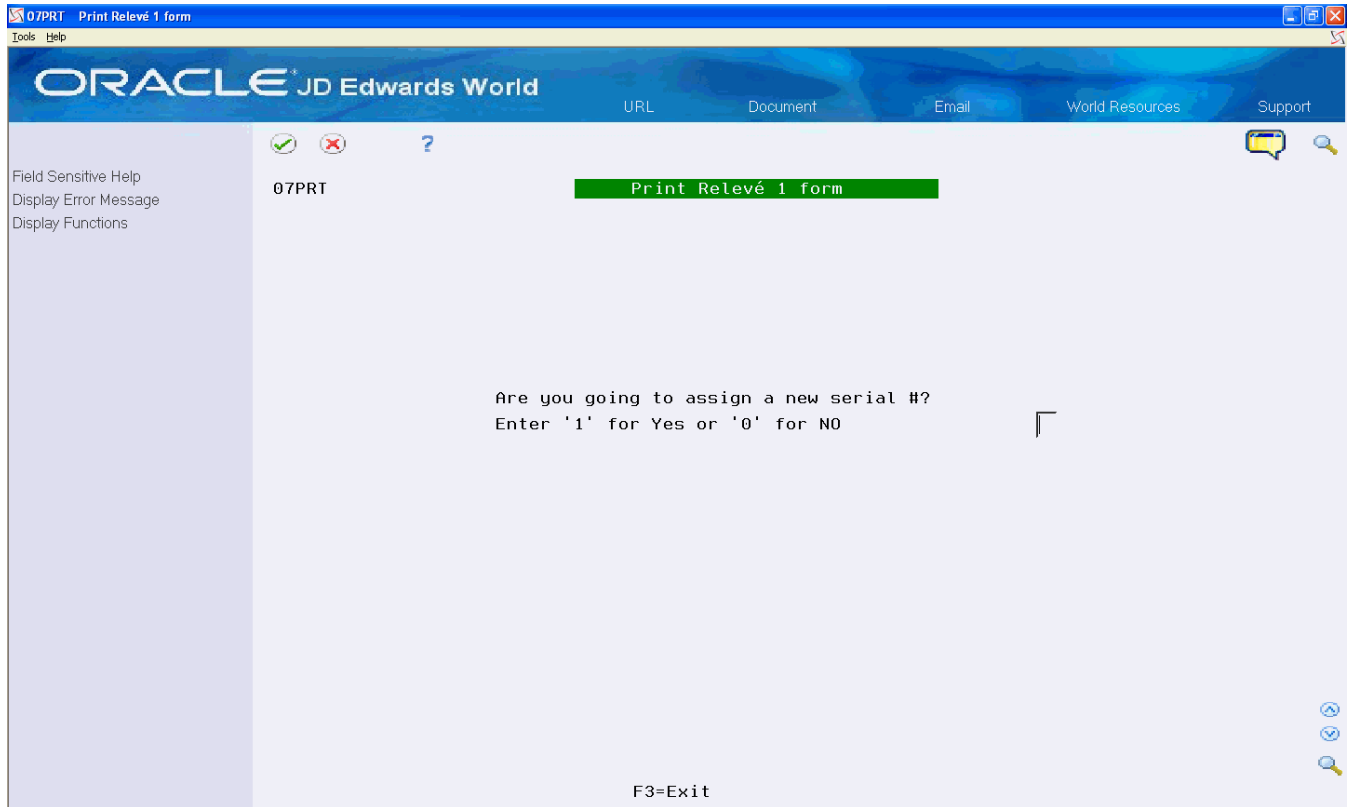 07PRT Print Relevé 1 form
Tools Help
ORACLE JD Edwards World
URL Document Email World Resources Support
Field Sensitive Help
Display Error Message
Display Functions
07PRT Print Relevé 1 form
Are you going to assign a new serial #?
Enter '1' for Yes or '0' for NO
F3=Exit